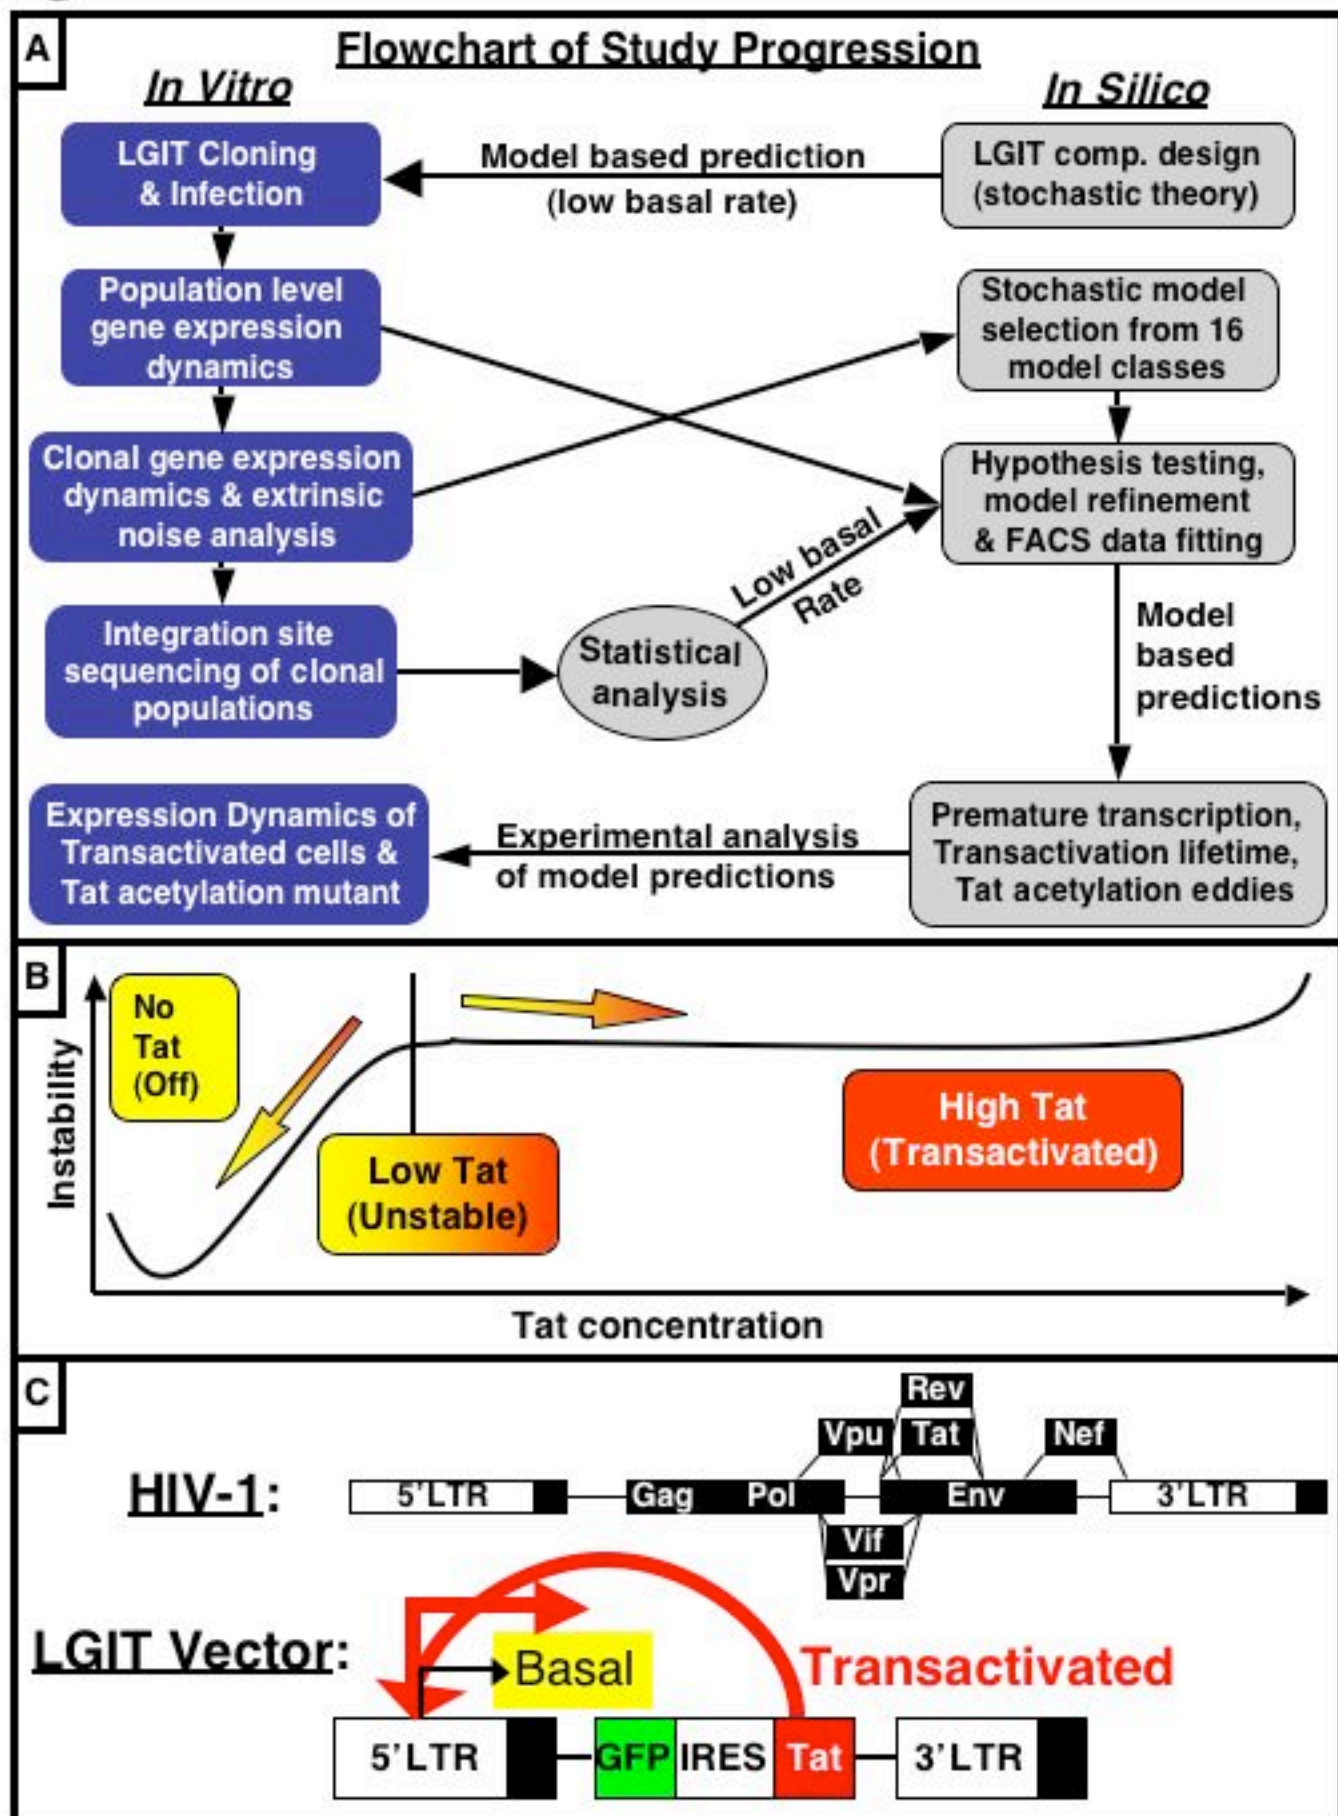 A
Flowchart of Study Progression
In Vitro
In Silico
LGIT Cloning
& Infection
Model based prediction
(low basal rate)
LGIT comp. design
(stochastic theory)
Population level
gene expression
dynamics
Stochastic model
selection from 16
model classes
Clonal gene expression
dynamics & extrinsic
noise analysis
Hypothesis testing,
model refinement
& FACS data fitting
Low basal
Rate
Integration site
sequencing of clonal
populations
Statistical
analysis
Model
based
predictions
Expression Dynamics of
Transactivated cells &
Tat acetylation mutant
Experimental analysis
of model predictions
Premature transcription,
Transactivation lifetime,
Tat acetylation eddies
B
Instability
No
Tat
(Off)
Low Tat
(Unstable)
High Tat
(Transactivated)
Tat concentration
C
HIV-1:
5'LTR
Gag
Pol
Vpu
Rev
Tat
Env
Nef
3'LTR
Vif
Vpr
LGIT Vector:
Basal
Transactivated
5'LTR
GFP
IRES
Tat
3'LTR